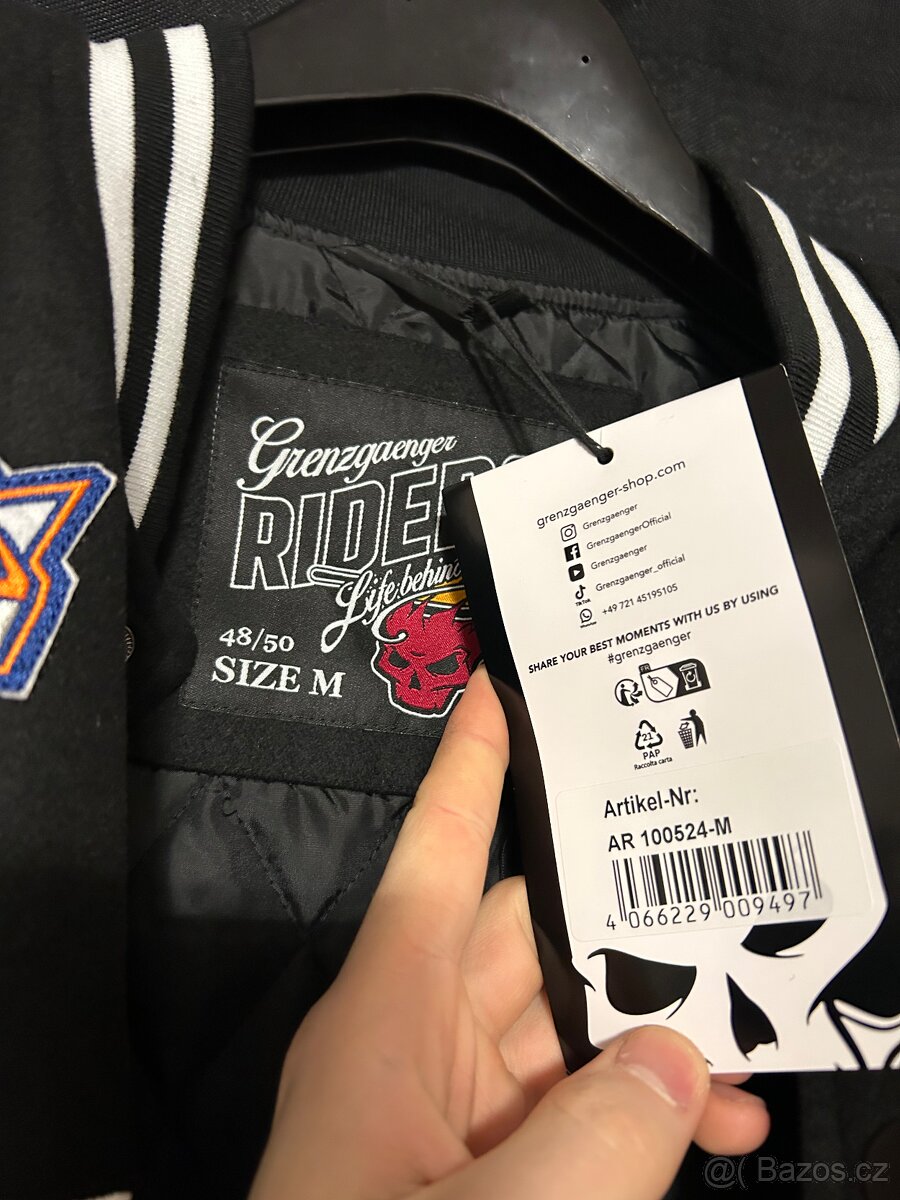 Grenzgaenger
RIDER
Life behind
48/50
SIZE M
grenzgaenger-shop.com
Grenzgaenger
GrenzgaengerOfficial
Grenzgaenger
Grenzgaenger_official
+49 721 45195105
SHARE YOUR BEST MOMENTS WITH US BY USING
#grenzgaenger
FR
21
PAP
Raccolta carta
Artikel-Nr:
AR 100524-M
4 066229 009497
@( Bazos.cz